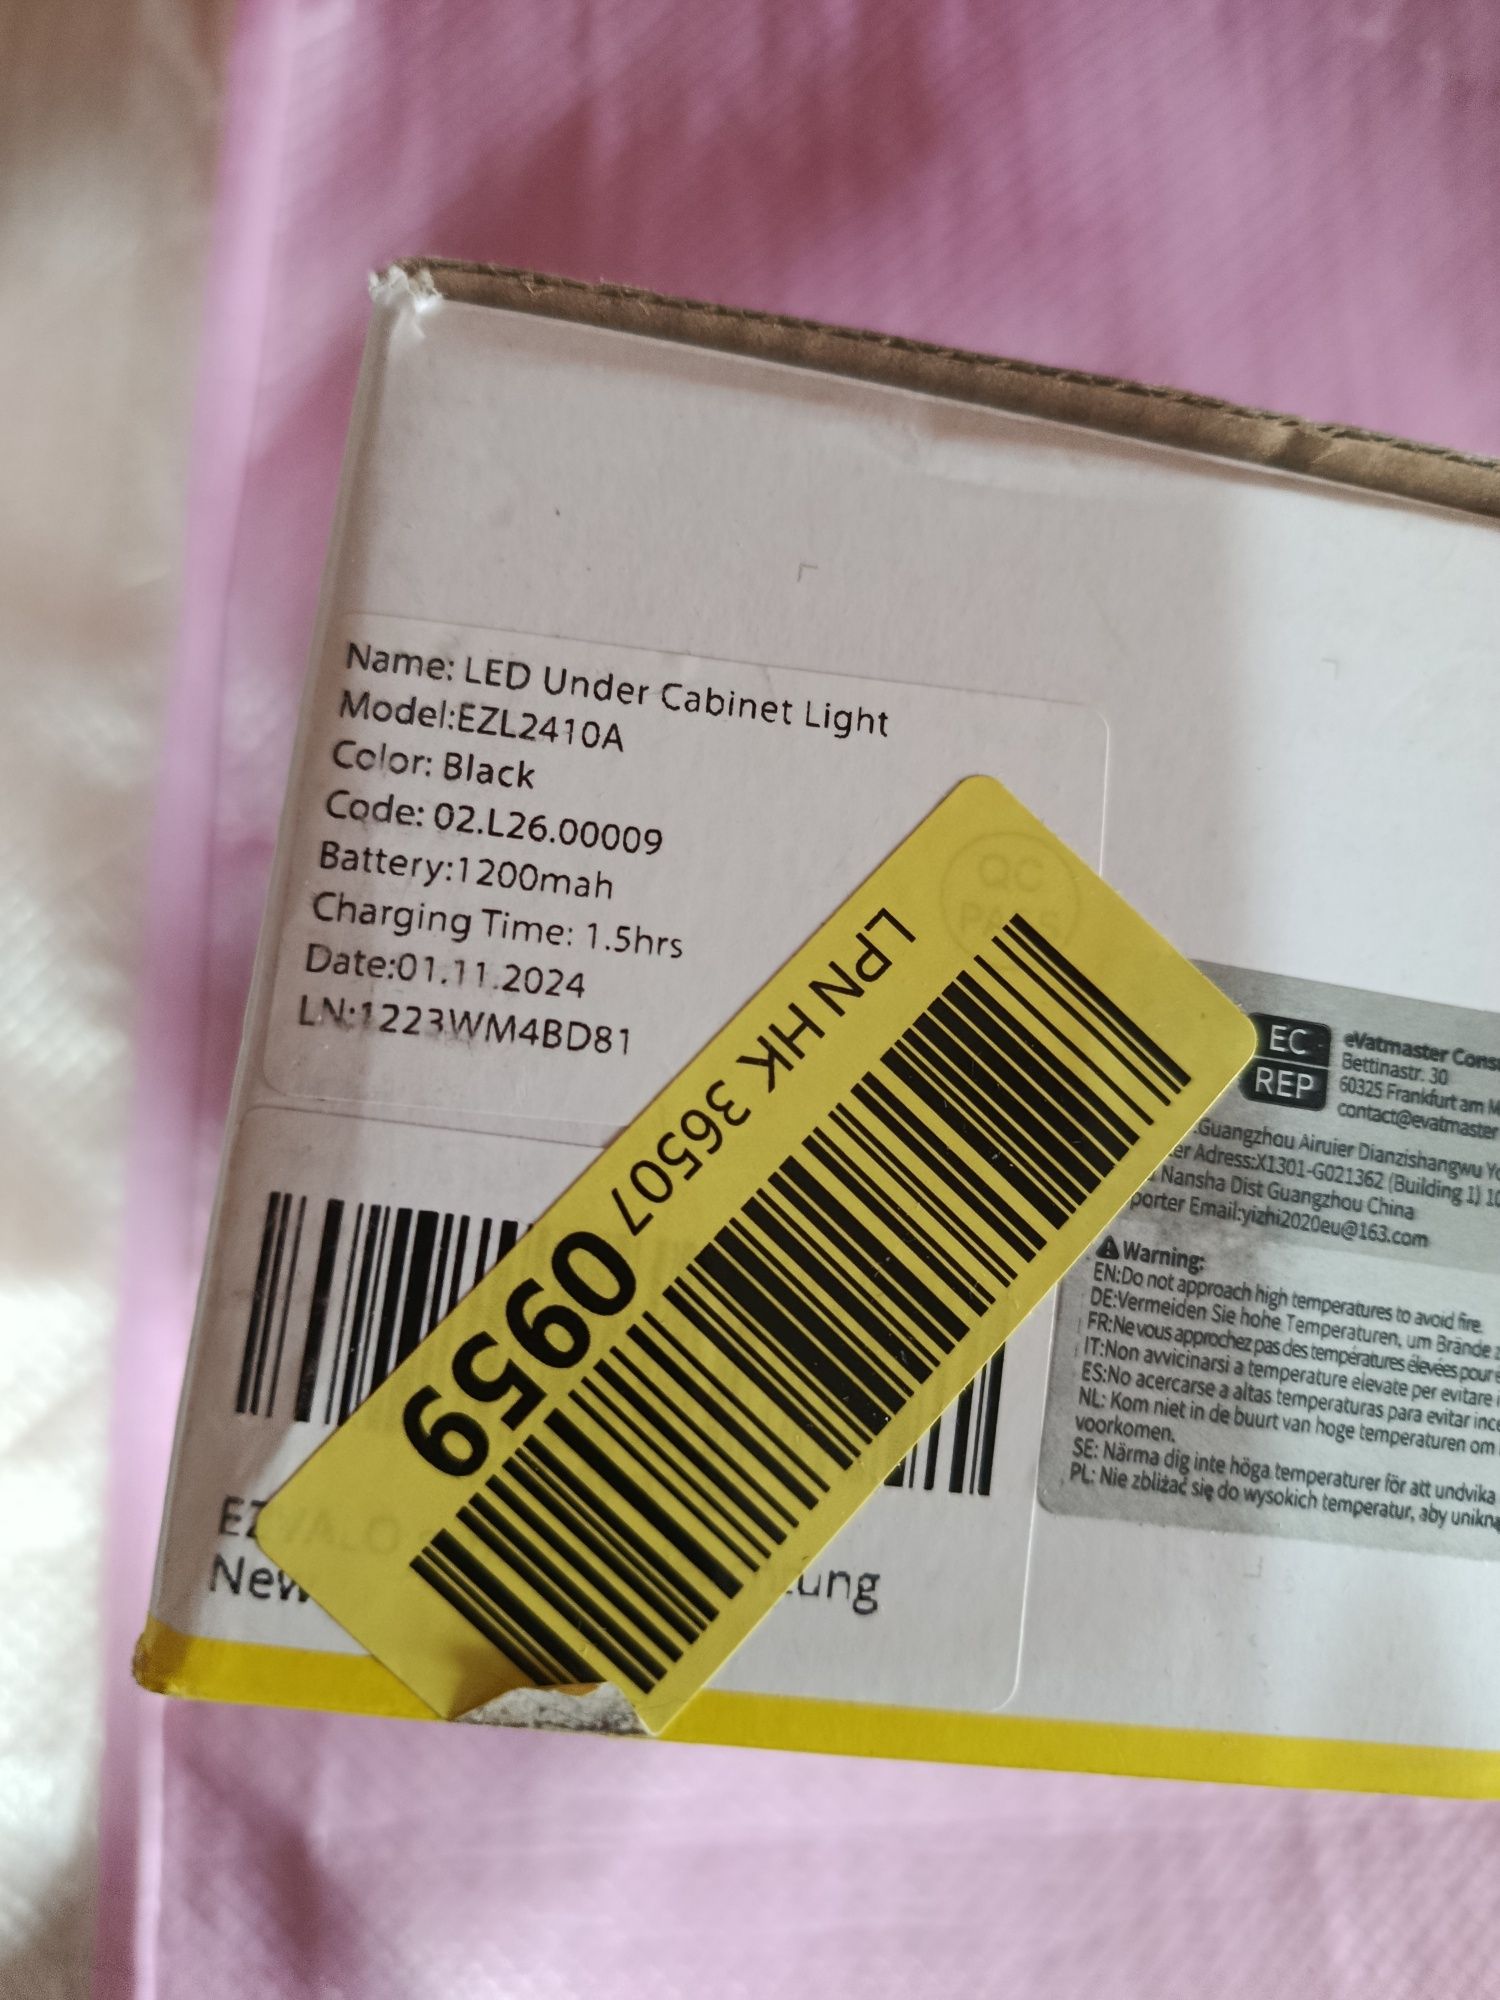 Name: LED Under Cabinet Light
Model:EZL2410A
Color: Black
Code: 02.L26.00009
Battery:1200mah
Charging Time: 1.5hrs
Date:01.11.2024
LN:1223WM4BD81
QC
PASS
LPN HK 36507 0959
New
EC
REP
eVatmaster
Bettinastr. 30
60325 Frankfurt am
contact@evatmaster
Guangzhou Airuier Dianzishangwu
Adress:X1301-G021362 (Building 1)
Nansha Dist Guangzhou China
Email:yizhi2020eu@163.com
Warning:
EN:Do not approach high temperatures to avoid fire.
DE:Vermeiden Sie hohe Temperaturen, um Brände
FR:Ne vous approchez pas des températures élevées pour
IT:Non avvicinarsi a temperature elevate per evitare
ES:No acercarse a altas temperaturas para evitar
NL: Kom niet in de buurt van hoge temperaturen om
voorkomen.
SE: Närma dig inte höga temperaturer för att undvika
PL: Nie zbliżać się do wysokich temperatur, aby